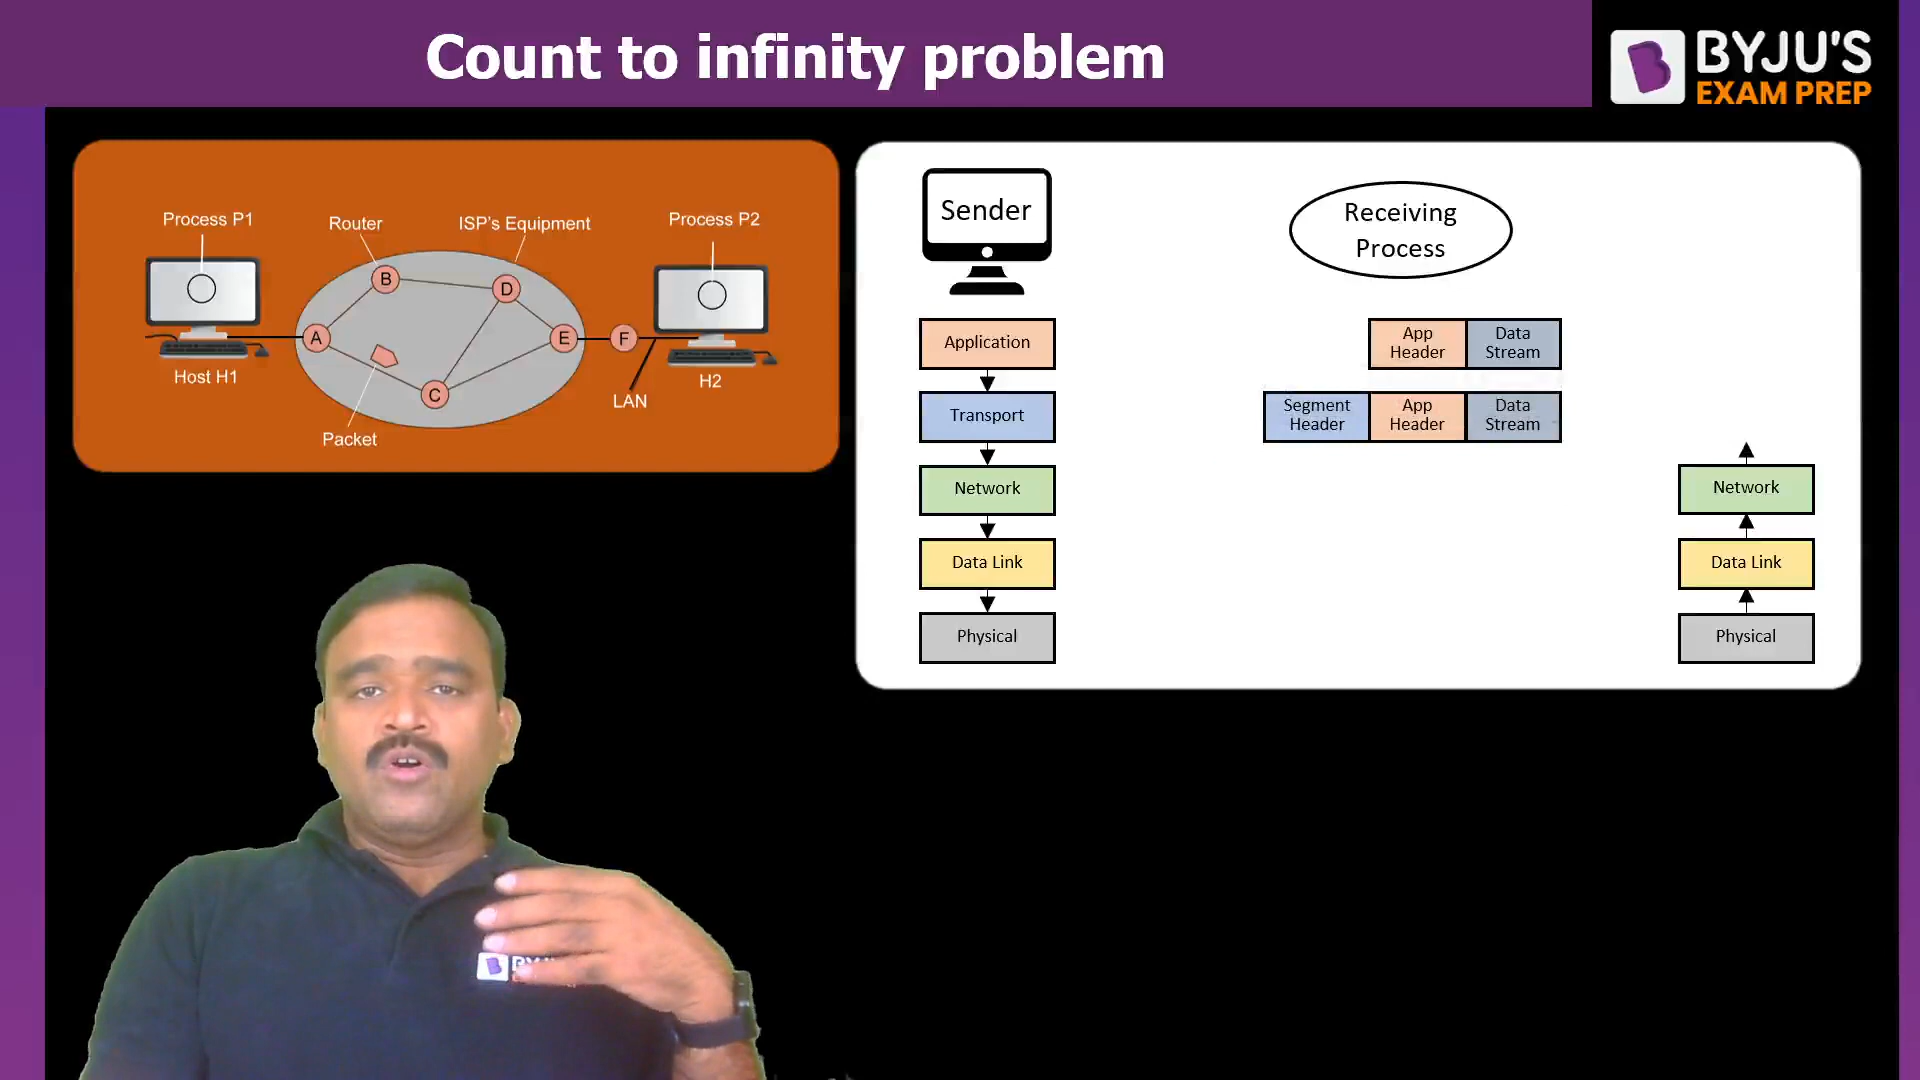 Count to infinity problem
BYJU'S
EXAM PREP
Process P1
Router
ISP's Equipment
Process P2
B
D
A
E
F
C
Host H1
H2
LAN
Packet
Sender
Receiving
Process
Application
App
Header
Data
Stream
Transport
Segment
Header
App
Header
Data
Stream
Network
Network
Data Link
Data Link
Physical
Physical